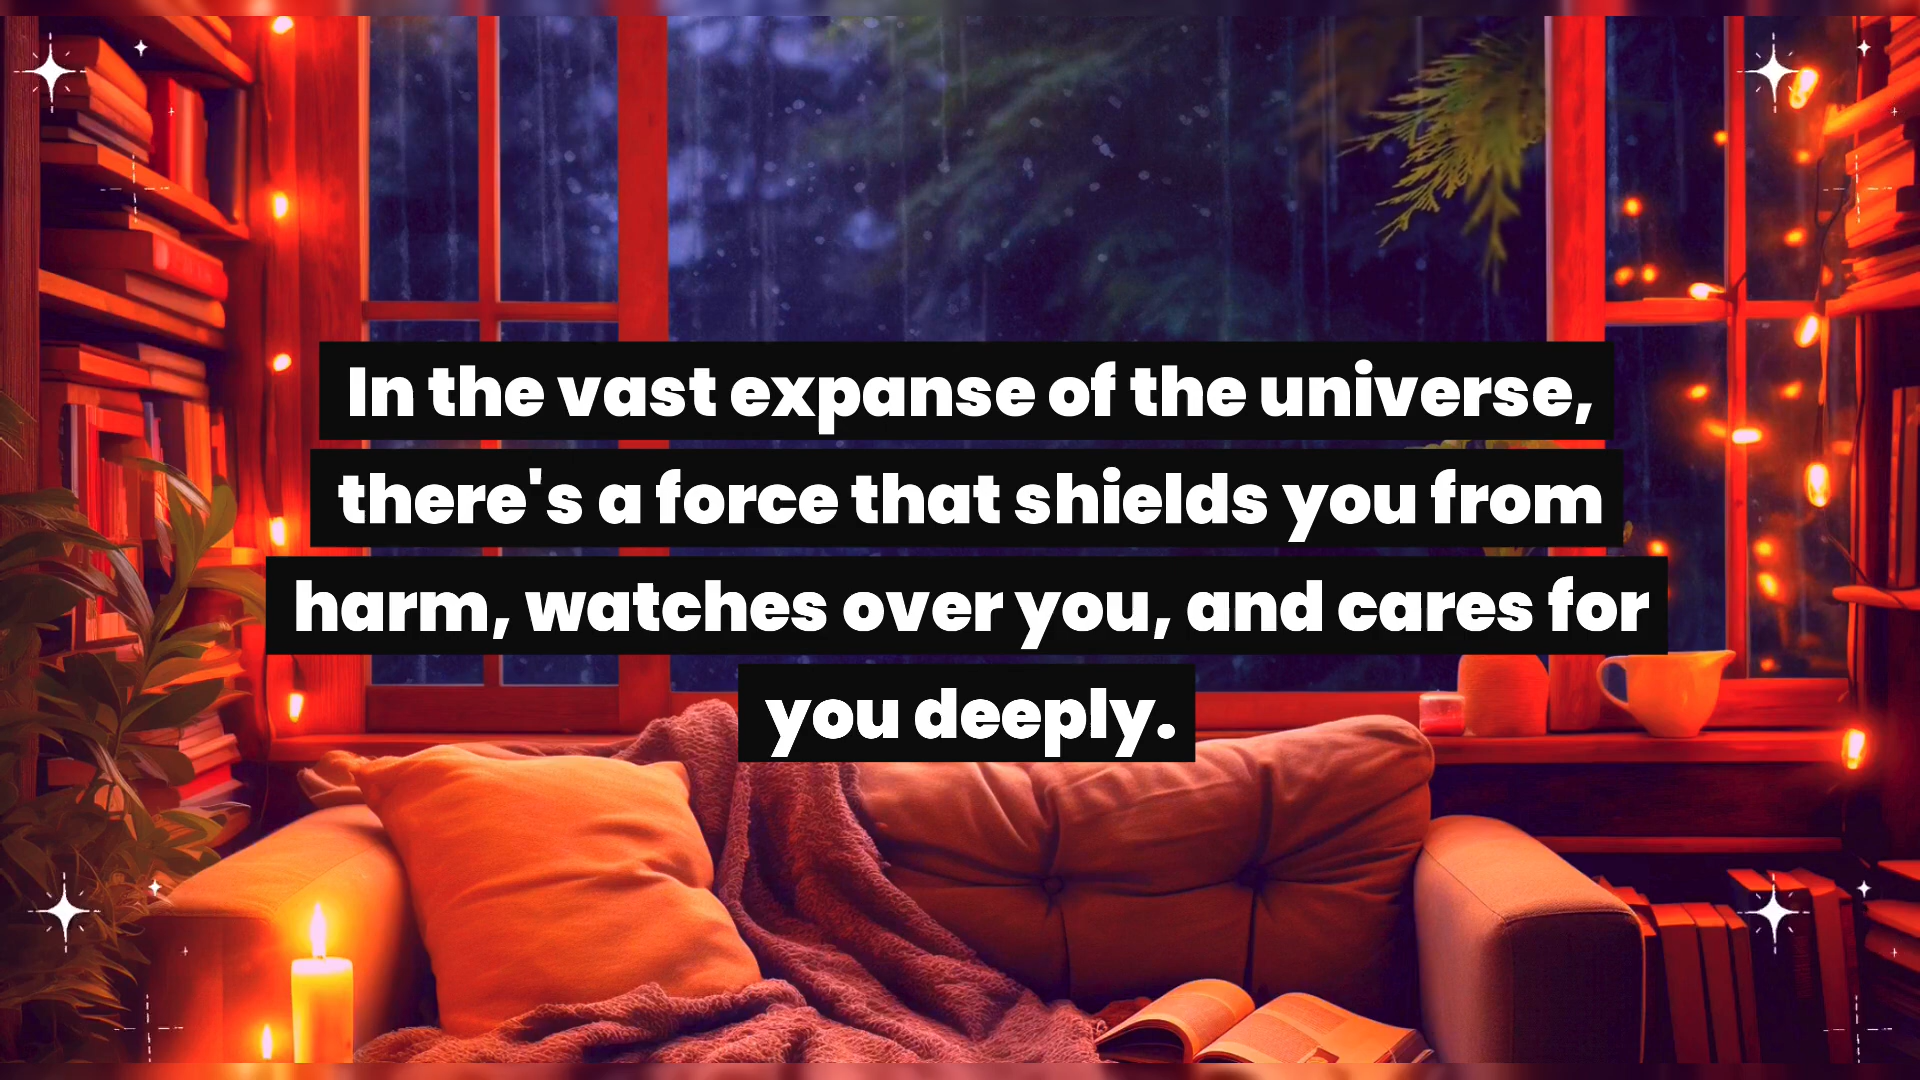 In the vast expanse of the universe,
there's a force that shields you from
harm, watches over you, and cares for
you deeply.